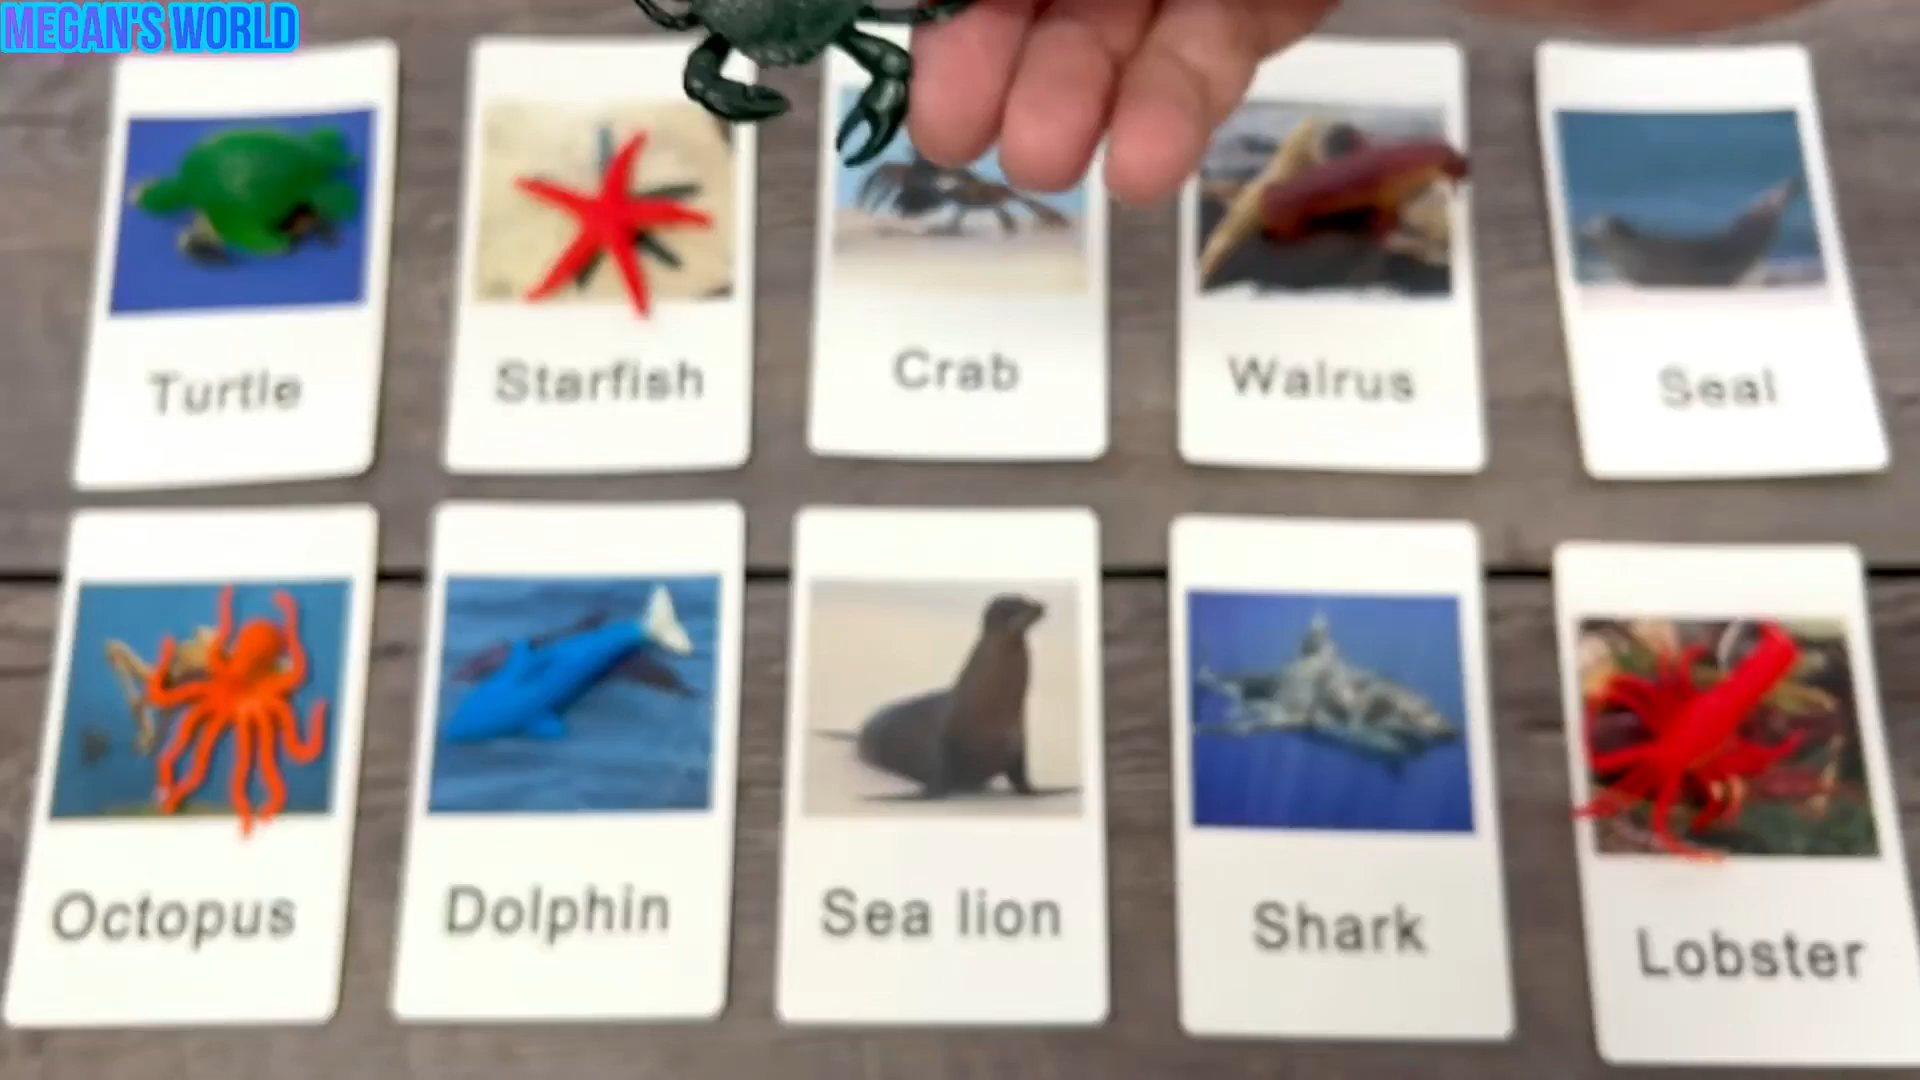 MEGAN'S WORLD
Turtle
Starfish
Crab
Walrus
Seal
Octopus
Dolphin
Sea lion
Shark
Lobster